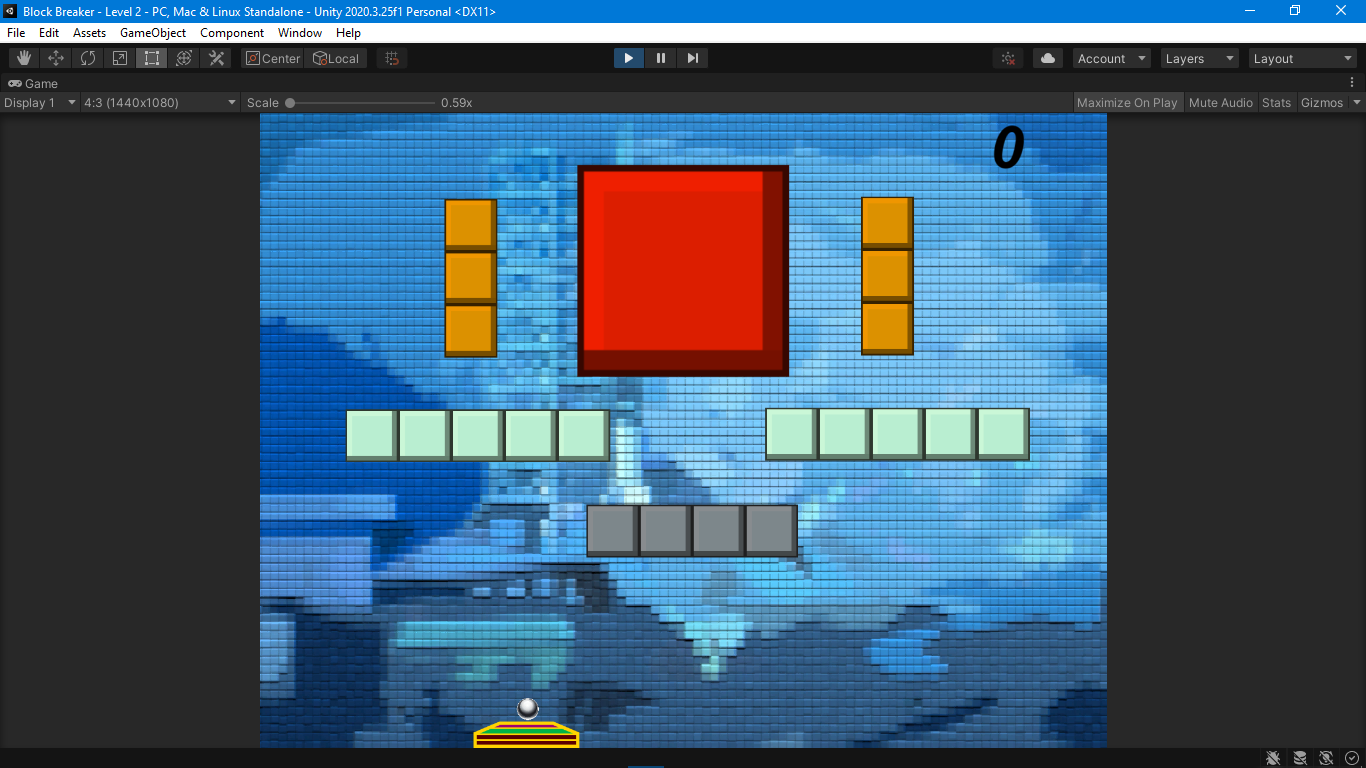 Block Breaker - Level 2 - PC, Mac & Linux Standalone - Unity 2020.3.25f1 Personal <DX11>
File Edit Assets GameObject Component Window Help
Center Local Account Layers Layout
Game
Display 1 4:3 (1440x1080) Scale 0.59x Maximize On Play Mute Audio Stats Gizmos
0